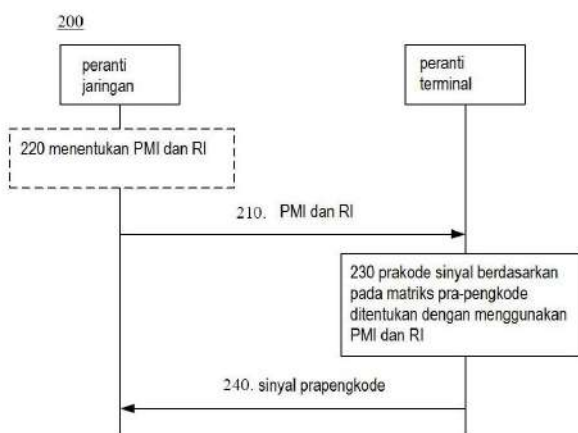 200
peranti
jaringan
peranti
terminal
220 menentukan PMI dan RI
210. PMI dan RI
230 prakode sinyal berdasarkan
pada matriks pra-pengkode
ditentukan dengan menggunakan
PMI dan RI
240. sinyal prapengkode